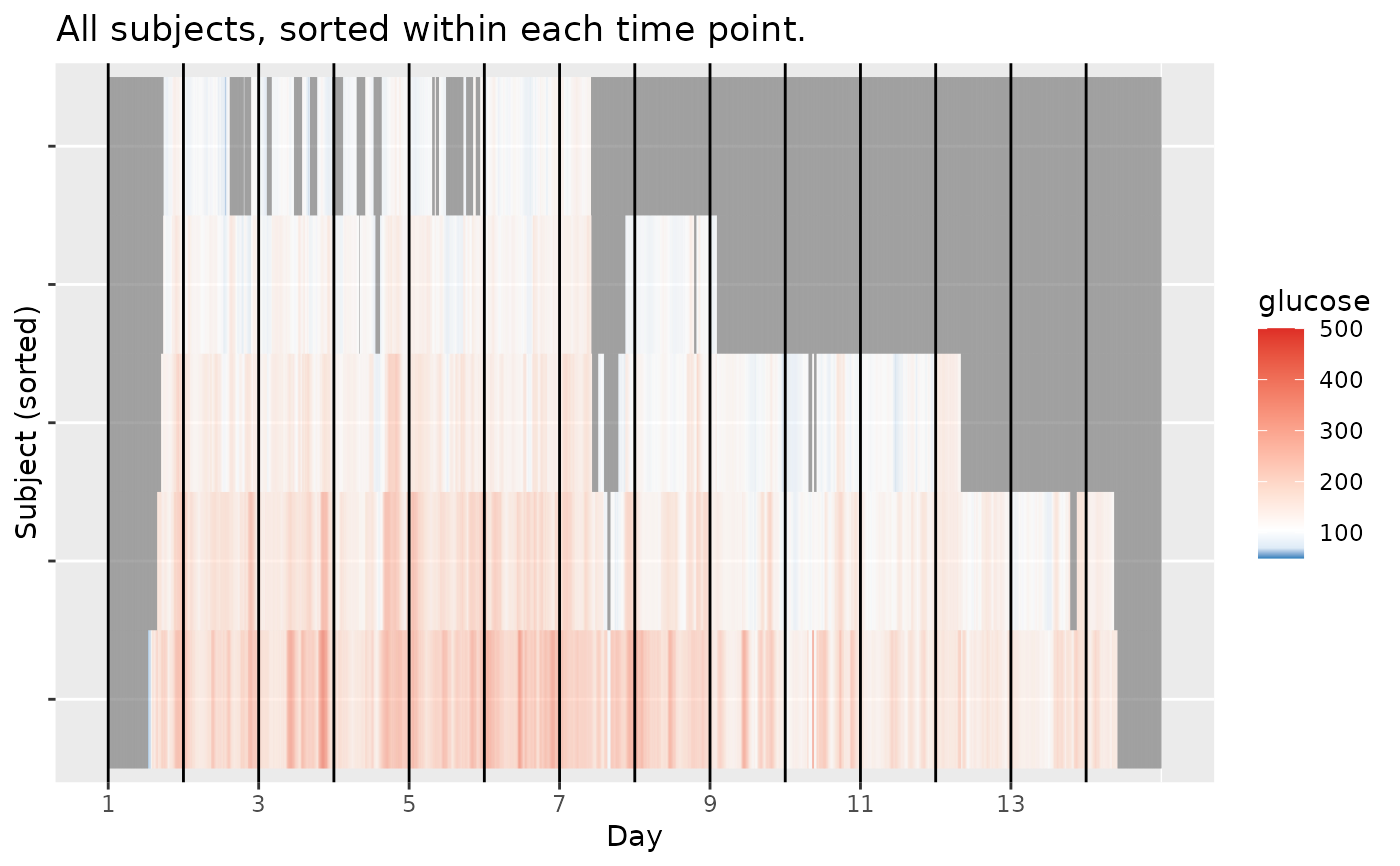 All subjects, sorted within each time point.
Subject (sorted)
glucose
500
400
300
200
100
1 3 5 7 9 11 13
Day